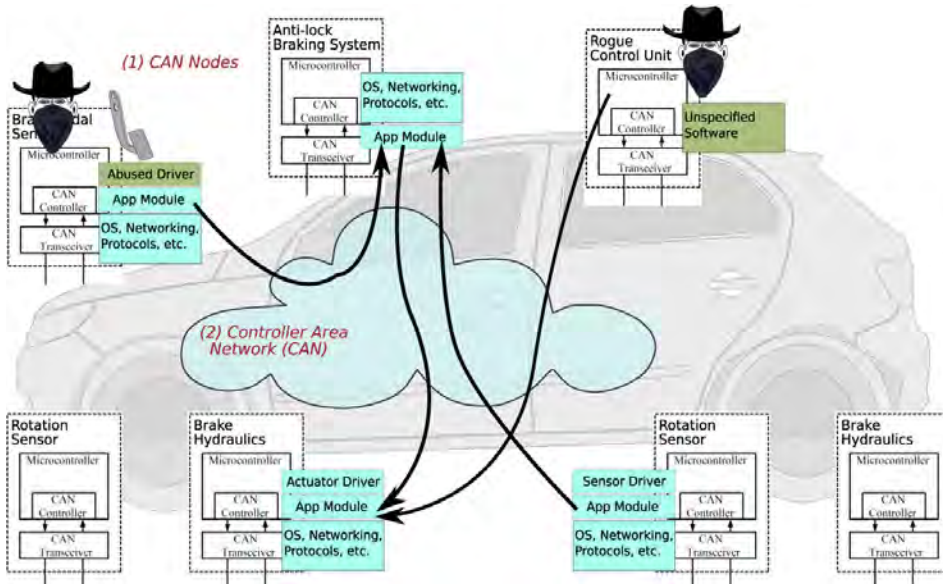 (1) CAN Nodes
Anti-lock
Braking System
Microcontroller
CAN
Controller
CAN
Transceiver
OS, Networking,
Protocols, etc.
App Module
Rogue
Control Unit
Microcontroller
CAN
Controller
CAN
Transceiver
Unspecified
Software
Microcontroller
CAN
Controller
CAN
Transceiver
Abused Driver
App Module
OS, Networking,
Protocols, etc.
(2) Controller Area
Network (CAN)
Rotation
Sensor
Microcontroller
CAN
Controller
CAN
Transceiver
Brake
Hydraulics
Microcontroller
CAN
Controller
CAN
Transceiver
Actuator Driver
App Module
OS, Networking,
Protocols, etc.
Sensor Driver
App Module
OS, Networking,
Protocols, etc.
Rotation
Sensor
Microcontroller
CAN
Controller
CAN
Transceiver
Brake
Hydraulics
Microcontroller
CAN
Controller
CAN
Transceiver